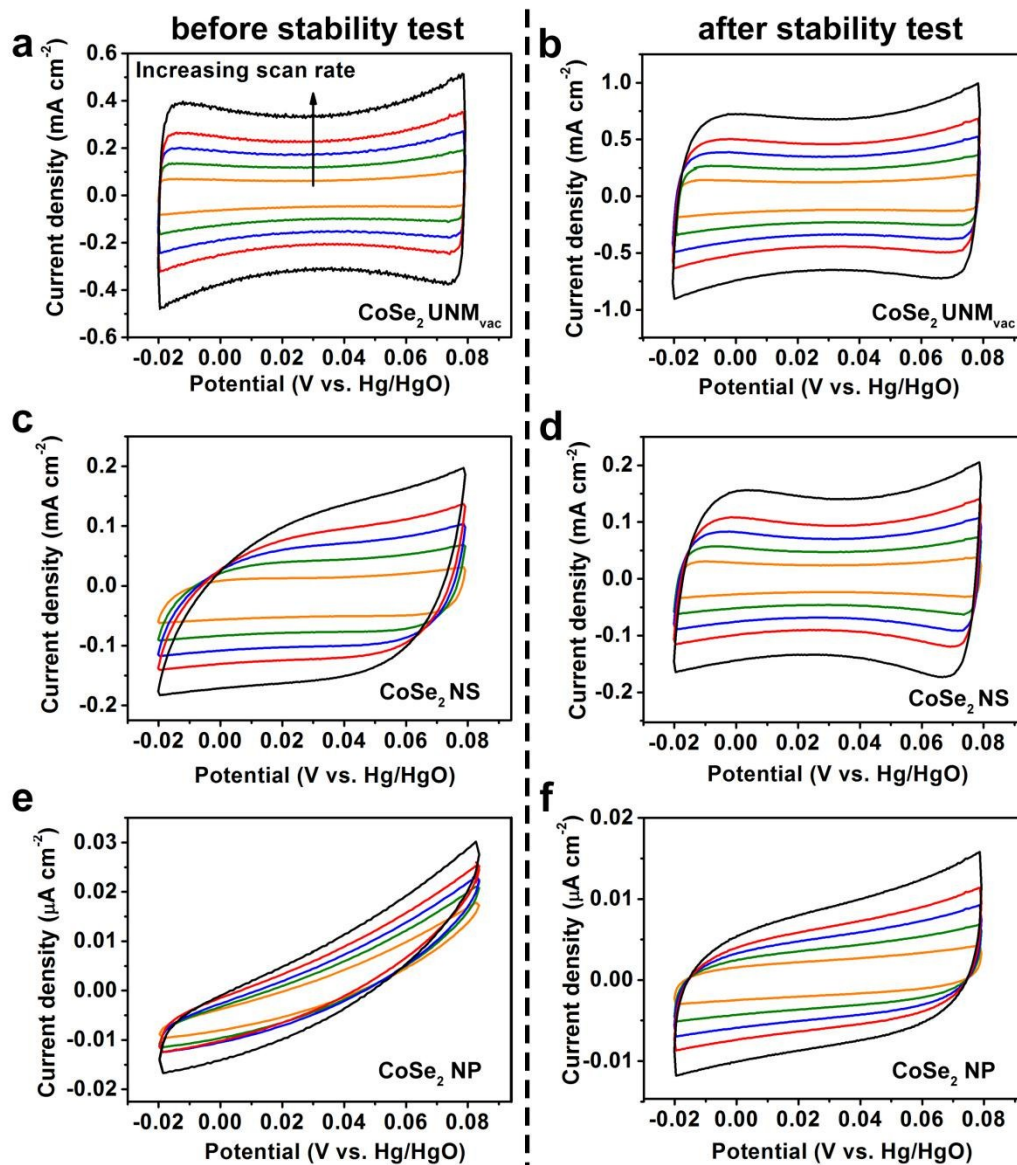 before stability test
after stability test
a
Increasing scan rate
0.6
0.4
0.2
0.0
-0.2
-0.4
-0.6
Current density (mA cm-2)
CoSe2 UNMvac
-0.02 0.00 0.02 0.04 0.06 0.08
Potential (V vs. Hg/HgO)
b
1.0
0.5
0.0
-0.5
-1.0
Current density (mA cm-2)
CoSe2 UNMvac
-0.02 0.00 0.02 0.04 0.06 0.08
Potential (V vs. Hg/HgO)
c
0.2
0.1
0.0
-0.1
-0.2
Current density (mA cm-2)
CoSe2 NS
-0.02 0.00 0.02 0.04 0.06 0.08
Potential (V vs. Hg/HgO)
d
0.2
0.1
0.0
-0.1
-0.2
Current density (mA cm-2)
CoSe2 NS
-0.02 0.00 0.02 0.04 0.06 0.08
Potential (V vs. Hg/HgO)
e
0.03
0.02
0.01
0.00
-0.01
-0.02
Current density (μA cm-2)
CoSe2 NP
-0.02 0.00 0.02 0.04 0.06 0.08
Potential (V vs. Hg/HgO)
f
0.02
0.01
0.00
-0.01
Current density (μA cm-2)
CoSe2 NP
-0.02 0.00 0.02 0.04 0.06 0.08
Potential (V vs. Hg/HgO)